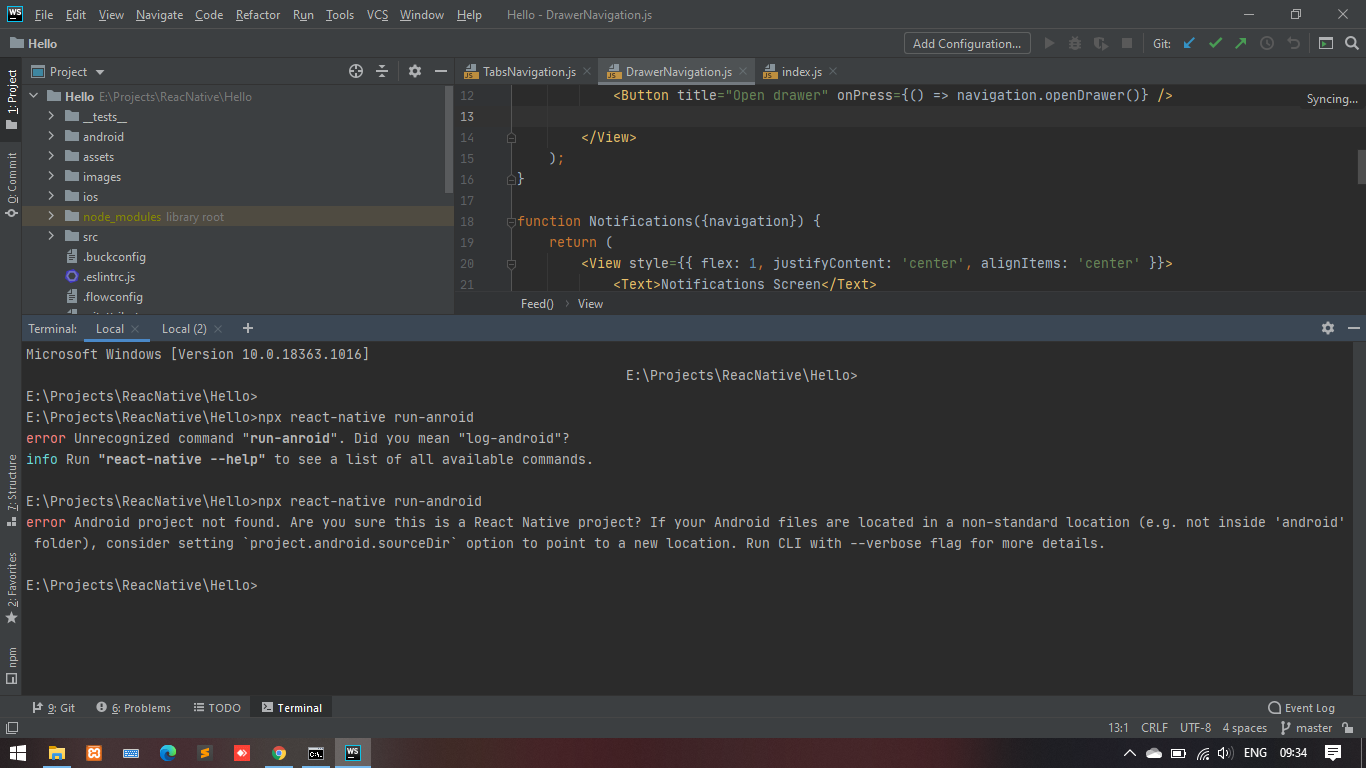 WS File Edit View Navigate Code Refactor Run Tools VCS Window Help Hello - DrawerNavigation.js
Hello Add Configuration... Git:
1: Project
0: Commit
7: Structure
2: Favorites
npm
Project
Hello E:\Projects\ReacNative\Hello
__tests__
android
assets
images
ios
node_modules library root
src
.buckconfig
.eslintrc.js
.flowconfig
TabsNavigation.js DrawerNavigation.js index.js
12 <Button title="Open drawer" onPress={() => navigation.openDrawer()} />
Syncing...
13
14 </View>
15 );
16 }
17
18 function Notifications({navigation}) {
19 return (
20 <View style={{ flex: 1, justifyContent: 'center', alignItems: 'center' }}>
21 <Text>Notifications Screen</Text>
Feed() › View
Terminal: Local Local (2) +
Microsoft Windows [Version 10.0.18363.1016]
E:\Projects\ReacNative\Hello>
E:\Projects\ReacNative\Hello>
E:\Projects\ReacNative\Hello>npx react-native run-anroid
error Unrecognized command "run-anroid". Did you mean "log-android"?
info Run "react-native --help" to see a list of all available commands.
E:\Projects\ReacNative\Hello>npx react-native run-android
error Android project not found. Are you sure this is a React Native project? If your Android files are located in a non-standard location (e.g. not inside 'android'
folder), consider setting `project.android.sourceDir` option to point to a new location. Run CLI with --verbose flag for more details.
E:\Projects\ReacNative\Hello>
9: Git 6: Problems TODO Terminal Event Log
13:1 CRLF UTF-8 4 spaces master
WS ENG 09:34